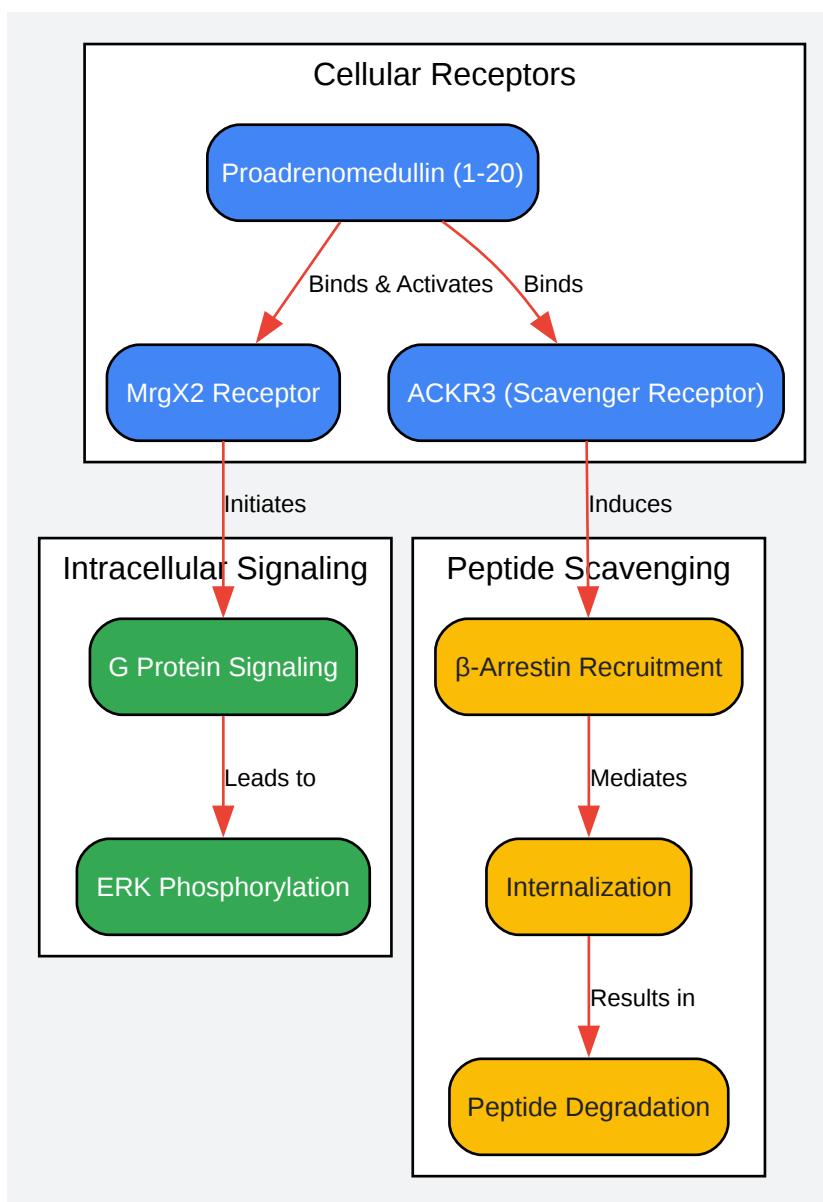 Cellular Receptors
Proadrenomedullin (1-20)
Binds & Activates
Binds
MrgX2 Receptor
ACKR3 (Scavenger Receptor)
Initiates
Induces
Intracellular Signaling
Peptide Scavenging
G Protein Signaling
β-Arrestin Recruitment
Leads to
Mediates
ERK Phosphorylation
Internalization
Results in
Peptide Degradation